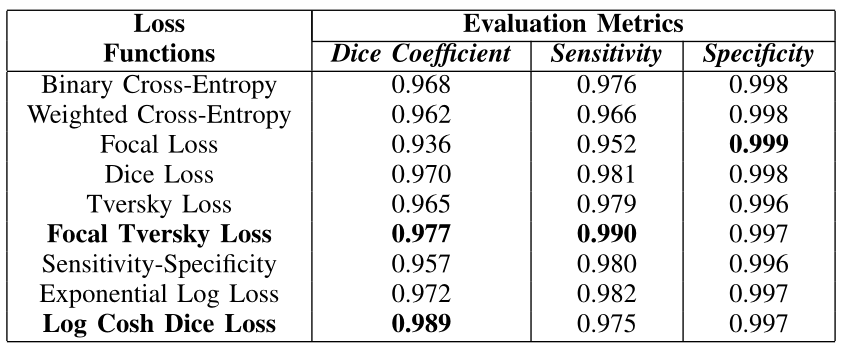 Loss Evaluation Metrics
Functions Dice Coefficient Sensitivity Specificity
Binary Cross-Entropy 0.968 0.976 0.998
Weighted Cross-Entropy 0.962 0.966 0.998
Focal Loss 0.936 0.952 0.999
Dice Loss 0.970 0.981 0.998
Tversky Loss 0.965 0.979 0.996
Focal Tversky Loss 0.977 0.990 0.997
Sensitivity-Specificity 0.957 0.980 0.996
Exponential Log Loss 0.972 0.982 0.997
Log Cosh Dice Loss 0.989 0.975 0.997